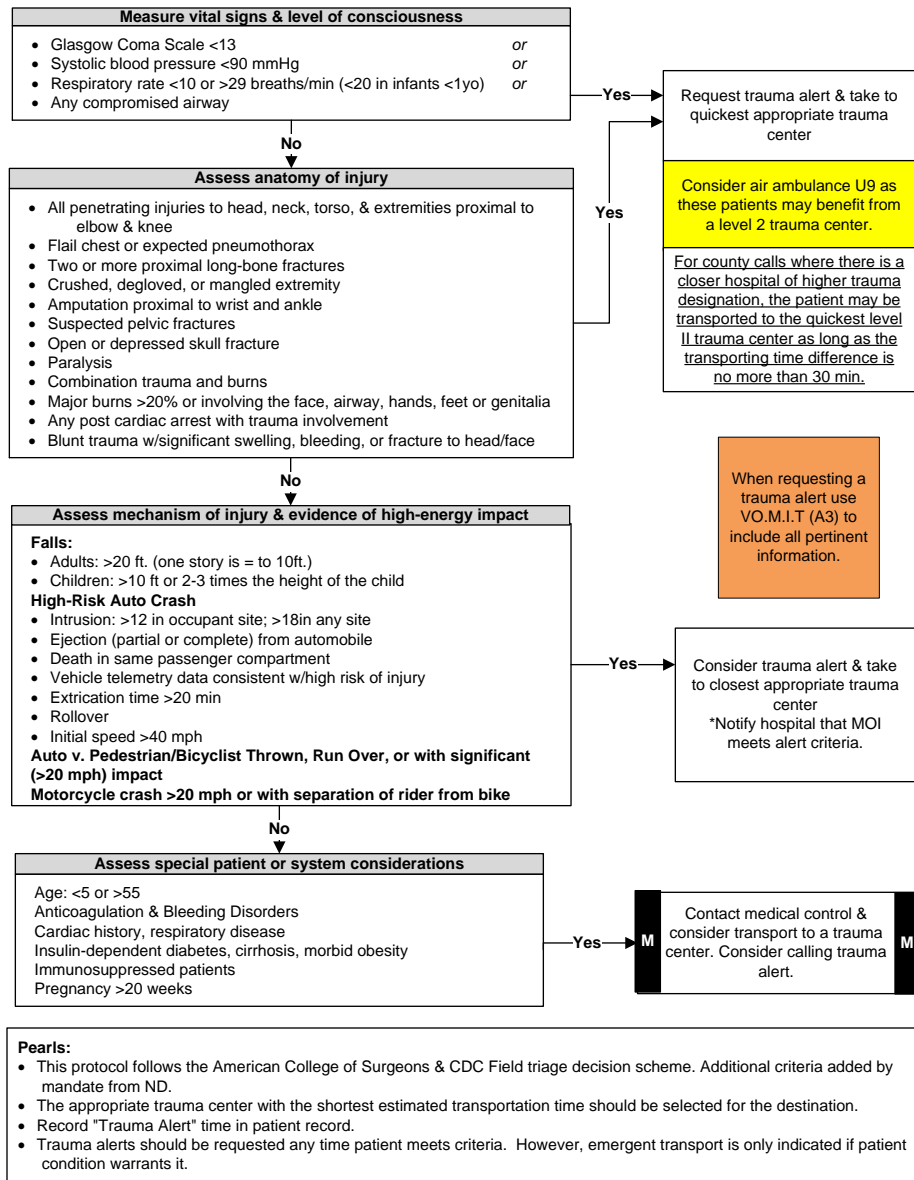 Measure vital signs & level of consciousness
• Glasgow Coma Scale <13 or
• Systolic blood pressure <90 mmHg or
• Respiratory rate <10 or >29 breaths/min (<20 in infants <1yo) or
• Any compromised airway
Yes
Request trauma alert & take to
quickest appropriate trauma
center
Consider air ambulance U9 as
these patients may benefit from
a level 2 trauma center.
For county calls where there is a
closer hospital of higher trauma
designation, the patient may be
transported to the quickest level
II trauma center as long as the
transporting time difference is
no more than 30 min.
No
Assess anatomy of injury
• All penetrating injuries to head, neck, torso, & extremities proximal to
elbow & knee
• Flail chest or expected pneumothorax
• Two or more proximal long-bone fractures
• Crushed, degloved, or mangled extremity
• Amputation proximal to wrist and ankle
• Suspected pelvic fractures
• Open or depressed skull fracture
• Paralysis
• Combination trauma and burns
• Major burns >20% or involving the face, airway, hands, feet or genitalia
• Any post cardiac arrest with trauma involvement
• Blunt trauma w/significant swelling, bleeding, or fracture to head/face
Yes
When requesting a
trauma alert use
VO.M.I.T (A3) to
include all pertinent
information.
No
Assess mechanism of injury & evidence of high-energy impact
Falls:
• Adults: >20 ft. (one story is = to 10ft.)
• Children: >10 ft or 2-3 times the height of the child
High-Risk Auto Crash
• Intrusion: >12 in occupant site; >18in any site
• Ejection (partial or complete) from automobile
• Death in same passenger compartment
• Vehicle telemetry data consistent w/high risk of injury
• Extrication time >20 min
• Rollover
• Initial speed >40 mph
Auto v. Pedestrian/Bicyclist Thrown, Run Over, or with significant
(>20 mph) impact
Motorcycle crash >20 mph or with separation of rider from bike
Yes
Consider trauma alert & take
to closest appropriate trauma
center
*Notify hospital that MOI
meets alert criteria.
No
Assess special patient or system considerations
Age: <5 or >55
Anticoagulation & Bleeding Disorders
Cardiac history, respiratory disease
Insulin-dependent diabetes, cirrhosis, morbid obesity
Immunosuppressed patients
Pregnancy >20 weeks
Yes
M
Contact medical control &
consider transport to a trauma
center. Consider calling trauma
alert.
M
Pearls:
• This protocol follows the American College of Surgeons & CDC Field triage decision scheme. Additional criteria added by
mandate from ND.
• The appropriate trauma center with the shortest estimated transportation time should be selected for the destination.
• Record "Trauma Alert" time in patient record.
• Trauma alerts should be requested any time patient meets criteria. However, emergent transport is only indicated if patient
condition warrants it.